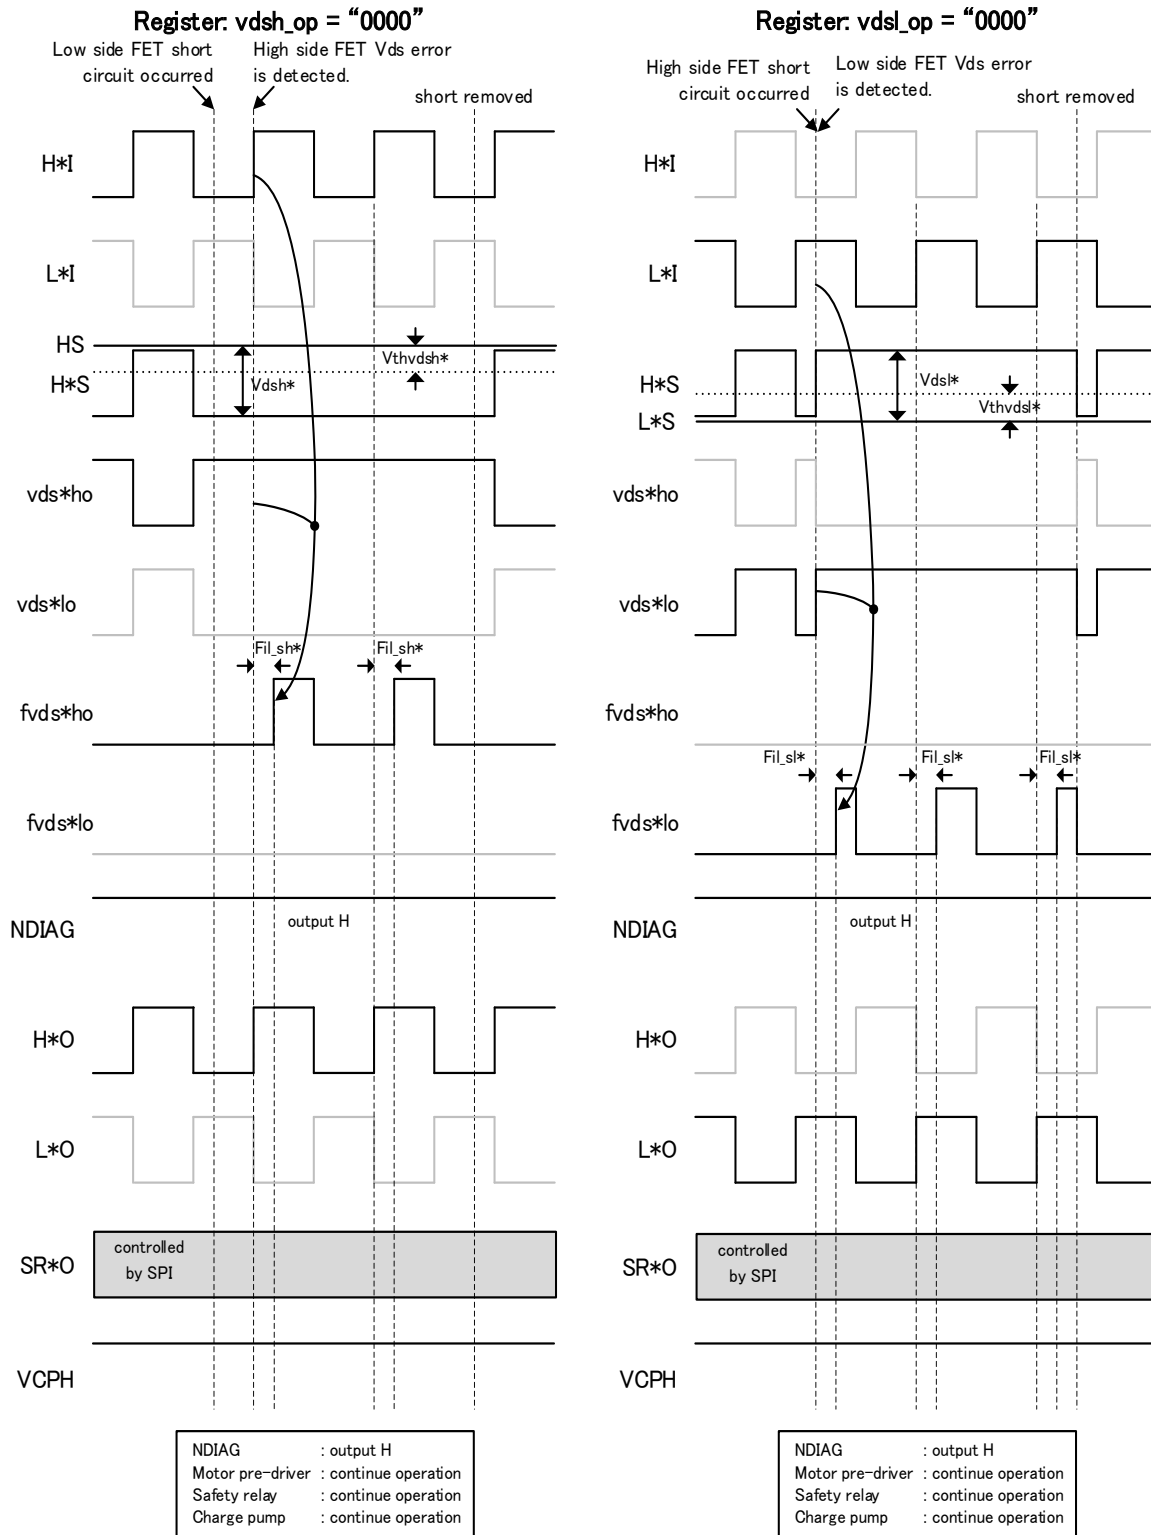 Register: vdsh_op = “0000”
Low side FET short
circuit occurred
High side FET Vds error
is detected.
short removed
H*I
L*I
HS
Vthvdsh*
H*S
Vdsh*
vds*ho
vds*lo
Fil_sh*
Fil_sh*
fvds*ho
fvds*lo
NDIAG
output H
H*O
L*O
SR*O
controlled
by SPI
VCPH
NDIAG : output H
Motor pre-driver : continue operation
Safety relay : continue operation
Charge pump : continue operation
Register: vdsl_op = “0000”
High side FET short
circuit occurred
Low side FET Vds error
is detected.
short removed
H*I
L*I
H*S
Vdsl*
Vthvdsl*
L*S
vds*ho
vds*lo
fvds*ho
Fil_sl*
Fil_sl*
Fil_sl*
fvds*lo
NDIAG
output H
H*O
L*O
SR*O
controlled
by SPI
VCPH
NDIAG : output H
Motor pre-driver : continue operation
Safety relay : continue operation
Charge pump : continue operation